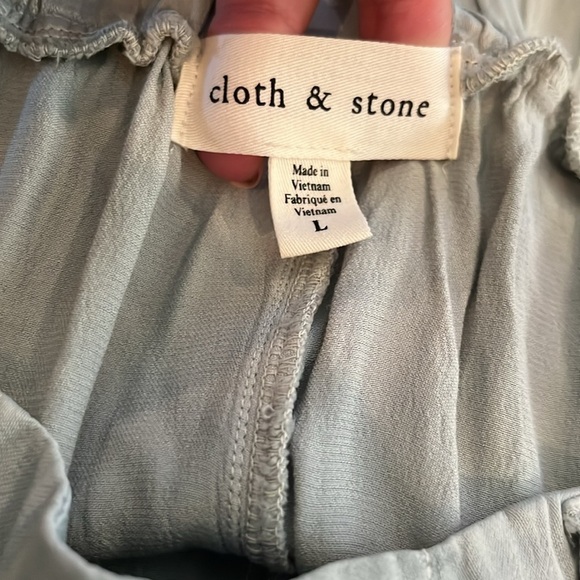 cloth & stone
Made in
Vietnam
Fabriqué en
Vietnam
L